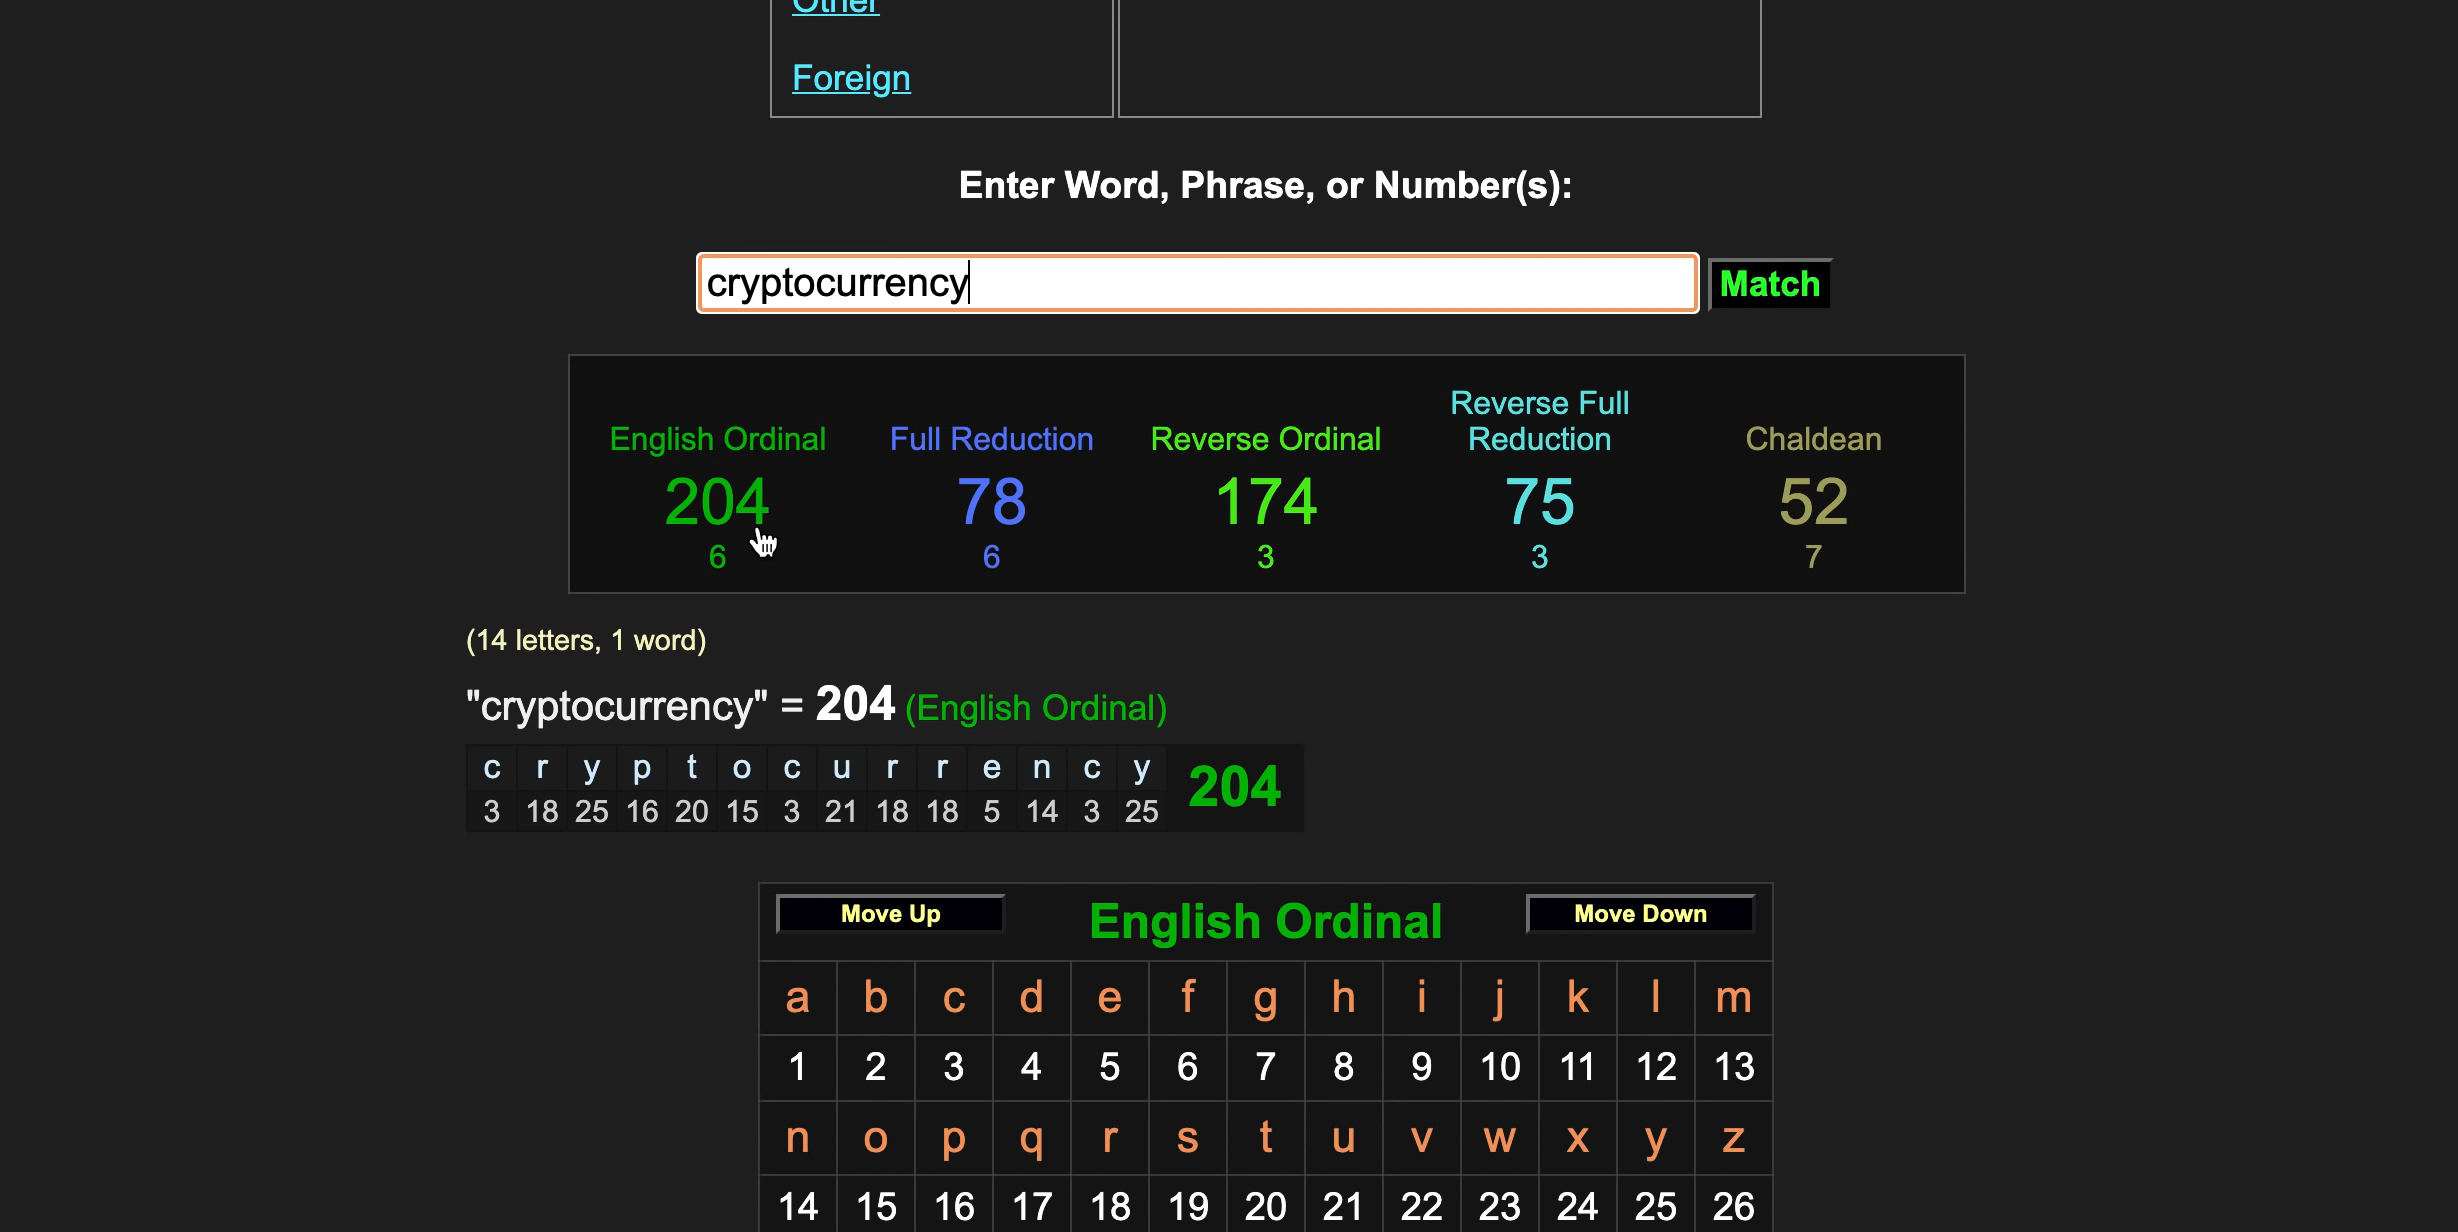 Other
Foreign
Enter Word, Phrase, or Number(s):
cryptocurrency Match
English Ordinal Full Reduction Reverse Ordinal Reverse Full Reduction Chaldean
204 78 174 75 52
6 6 3 3 7
(14 letters, 1 word)
"cryptocurrency" = 204 (English Ordinal)
c r y p t o c u r r e n c y 204
3 18 25 16 20 15 3 21 18 18 5 14 3 25
Move Up English Ordinal Move Down
a b c d e f g h i j k l m
1 2 3 4 5 6 7 8 9 10 11 12 13
n o p q r s t u v w x y z
14 15 16 17 18 19 20 21 22 23 24 25 26